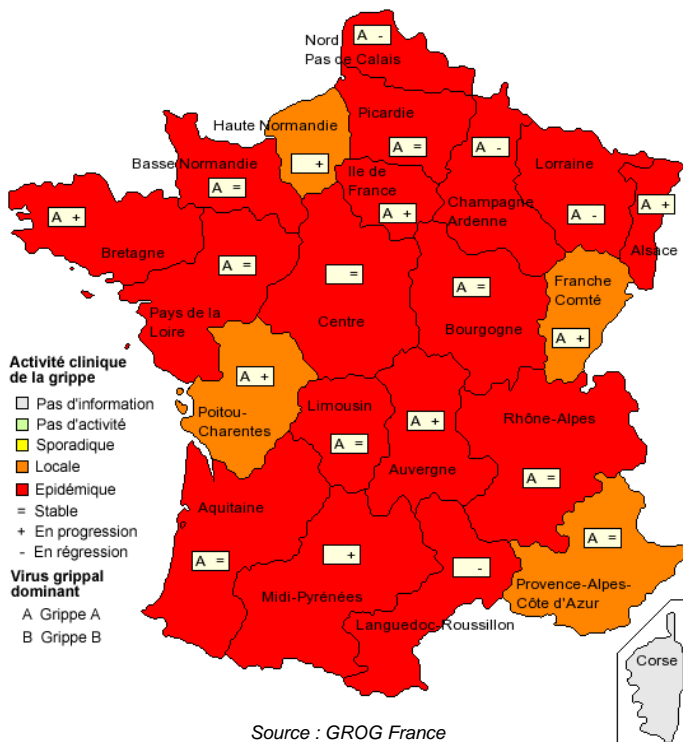 A -
Nord
Pas de Calais
Picardie
Haute Normandie
A =
A -
Basse Normandie
+
Lorraine
A =
Ile de
France
A +
Champagne
Ardenne
A -
A +
Alsace
A +
Bretagne
A =
=
A =
Franche
Comté
Pays de la
Loire
Centre
Bourgogne
A +
Activité clinique
de la grippe
Pas d'information
Pas d'activité
Sporadique
Locale
Epidémique
= Stable
+ En progression
- En régression
Virus grippal
dominant
A Grippe A
B Grippe B
A +
Poitou-
Charentes
Limousin
A =
A +
Auvergne
Rhône-Alpes
A =
Aquitaine
A =
+
Midi-Pyrénées
-
Languedoc-Roussillon
A =
Provence-Alpes-
Côte d'Azur
Corse
Source : GROG France